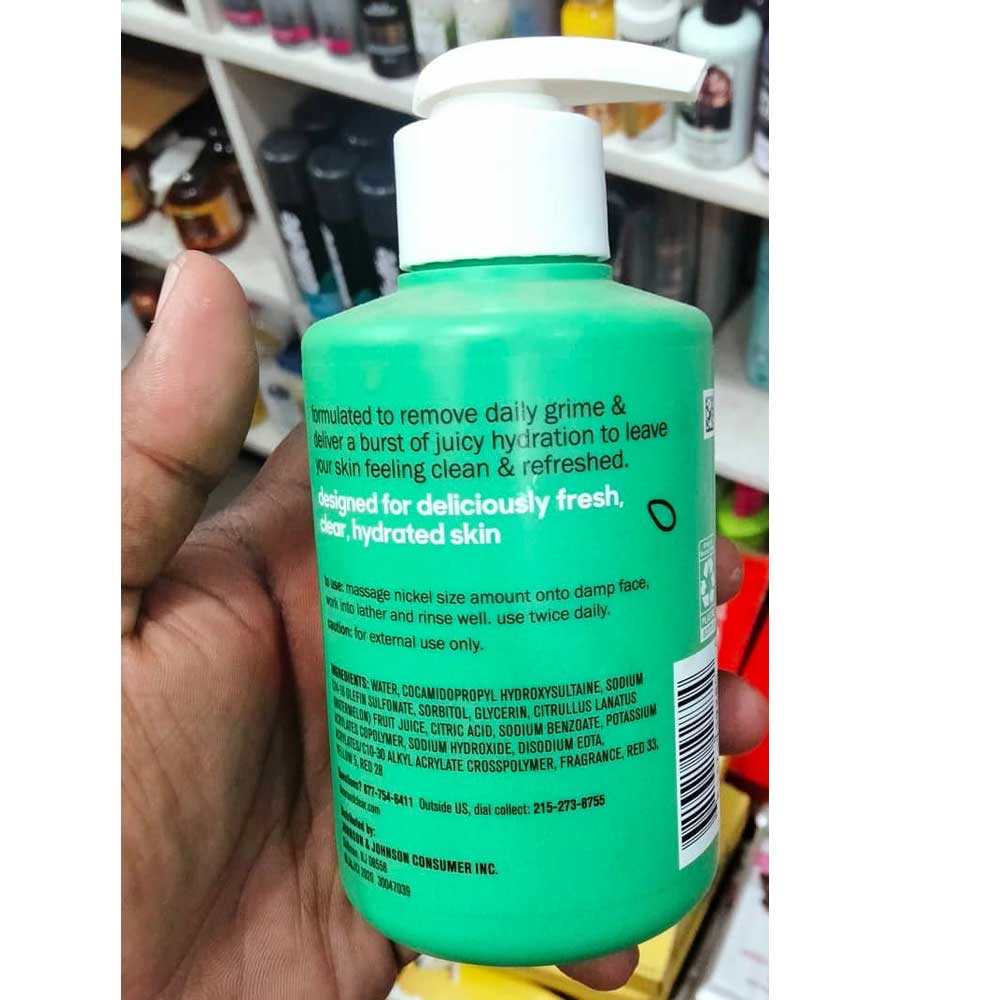 formulated to remove daily grime &
deliver a burst of juicy hydration to leave
your skin feeling clean & refreshed.
designed for deliciously fresh,
clear, hydrated skin
to use: massage nickel size amount onto damp face,
work into lather and rinse well. use twice daily.
caution: for external use only.
INGREDIENTS: WATER, COCAMIDOPROPYL HYDROXYSULTAINE, SODIUM
C14-16 OLEFIN SULFONATE, SORBITOL, GLYCERIN, CITRULLUS LANATUS
(WATERMELON) FRUIT JUICE, CITRIC ACID, SODIUM BENZOATE, POTASSIUM
ACRYLATES COPOLYMER, SODIUM HYDROXIDE, DISODIUM EDTA,
ACRYLATES/C10-30 ALKYL ACRYLATE CROSSPOLYMER, FRAGRANCE, RED 33,
YELLOW 5, RED 28
Questions? 877-754-6411 Outside US, dial collect: 215-273-8755
Distributed by:
JOHNSON & JOHNSON CONSUMER INC.
NJ 08558
2020 30047039